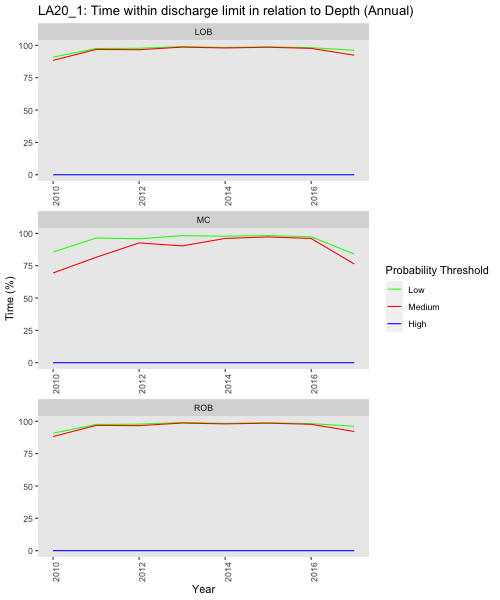 LA20_1: Time within discharge limit in relation to Depth (Annual)
LOB
100
75
50
25
0
2010
2012
2014
2016
MC
100
75
50
25
0
2010
2012
2014
2016
ROB
100
75
50
25
0
2010
2012
2014
2016
Time (%)
Year
Probability Threshold
Low
Medium
High